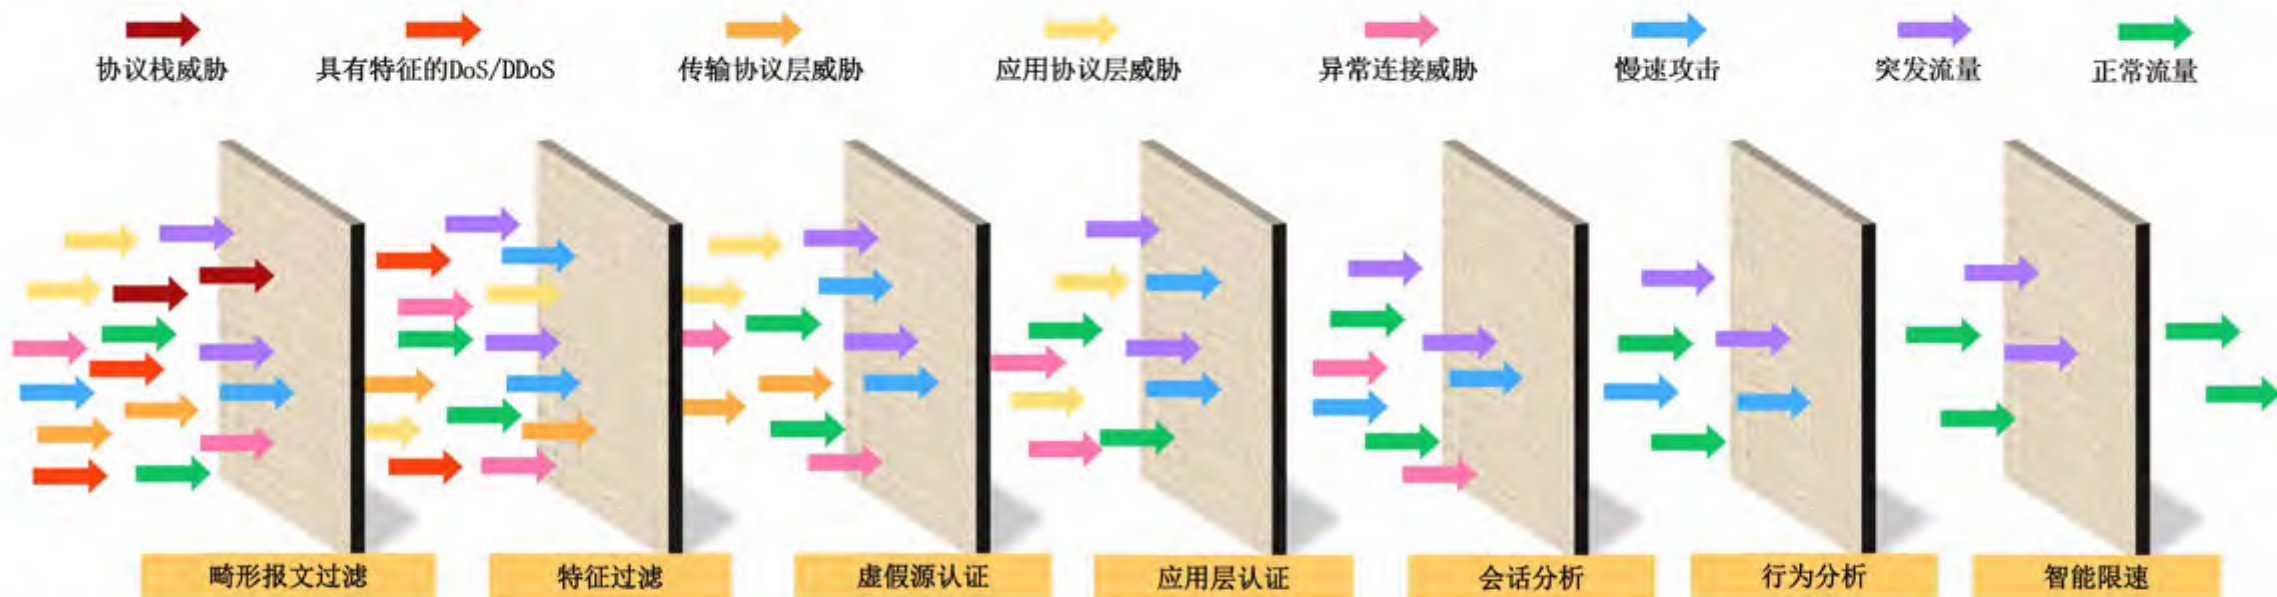 协议栈威胁
具有特征的DoS/DDoS
传输协议层威胁
应用协议层威胁
异常连接威胁
慢速攻击
突发流量
正常流量
畸形报文过滤
特征过滤
虚假源认证
应用层认证
会话分析
行为分析
智能限速